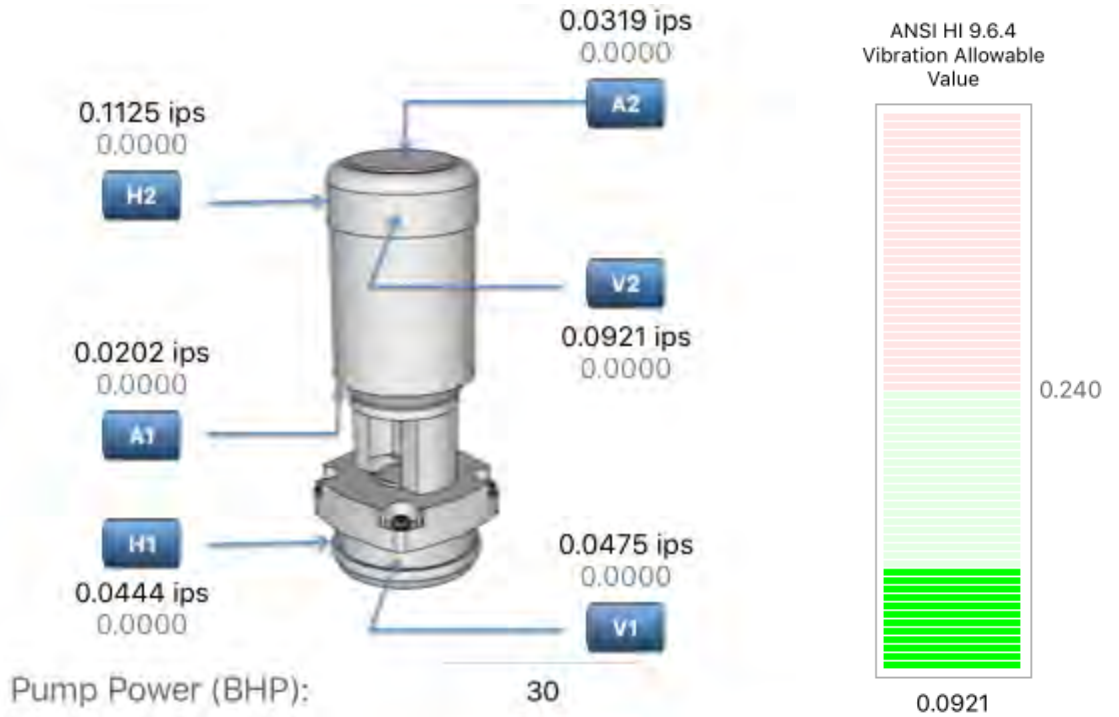 0.0319 ips
0.0000
A2
0.1125 ips
0.0000
H2
V2
0.0921 ips
0.0000
0.0202 ips
0.0000
A1
H1
0.0444 ips
0.0000
0.0475 ips
0.0000
V1
Pump Power (BHP): 30
ANSI HI 9.6.4
Vibration Allowable
Value
0.240
0.0921